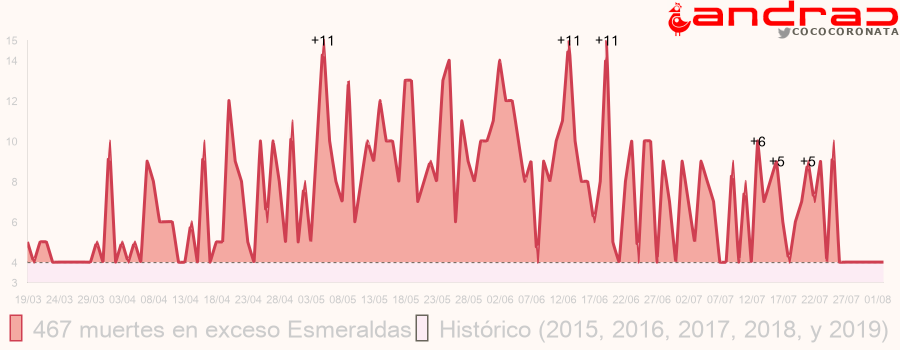 andrab
COCOCORONATA
+11 +11 +11
15
14
12
10
+6
+5 +5
8
6
4
3
19/03 24/03 29/03 03/04 08/04 13/04 18/04 24/04 29/04 03/05 08/05 13/05 18/05 23/05 28/05 02/06 07/06 12/06 17/06 22/06 27/06 02/07 07/07 12/07 17/07 22/07 27/07 01/08
467 muertes en exceso Esmeraldas Histórico (2015, 2016, 2017, 2018, y 2019)